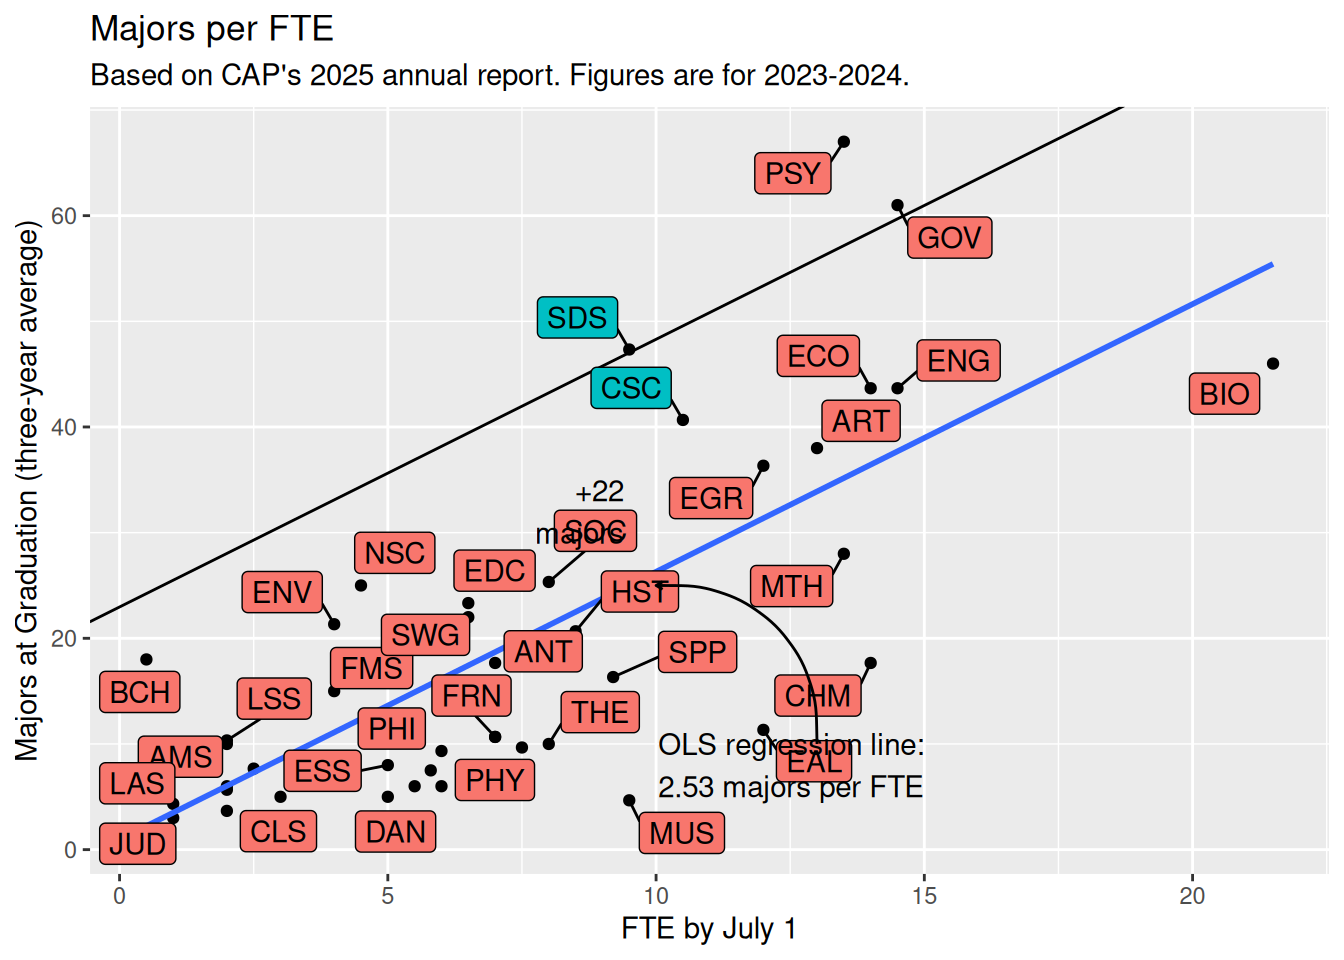 Majors per FTE
Based on CAP's 2025 annual report. Figures are for 2023-2024.
Majors at Graduation (three-year average)
60
40
20
0
PSY
GOV
SDS
CSC
ECO
ENG
BIO
ART
EGR
+22
majors
SOC
NSC
EDC
ENV
HST
MTH
SWG
ANT
SPP
FMS
BCH
LSS
FRN
CHM
THE
PHI
AMS
OLS regression line:
2.53 majors per FTE
EAL
ESS
LAS
PHY
CLS
DAN
MUS
JUD
0
5
10
15
20
FTE by July 1